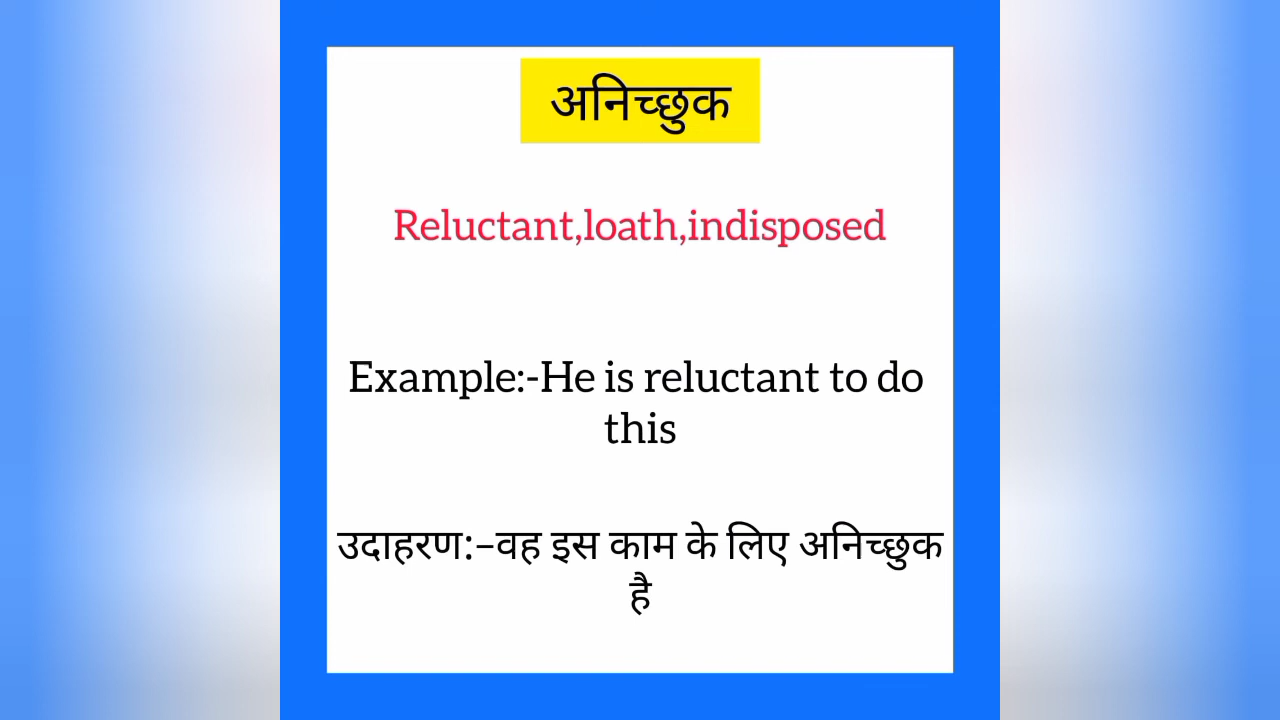 अनिच्छुक
Reluctant,loath,indisposed
Example:-He is reluctant to do
this
उदाहरण:–वह इस काम के लिए अनिच्छुक
है